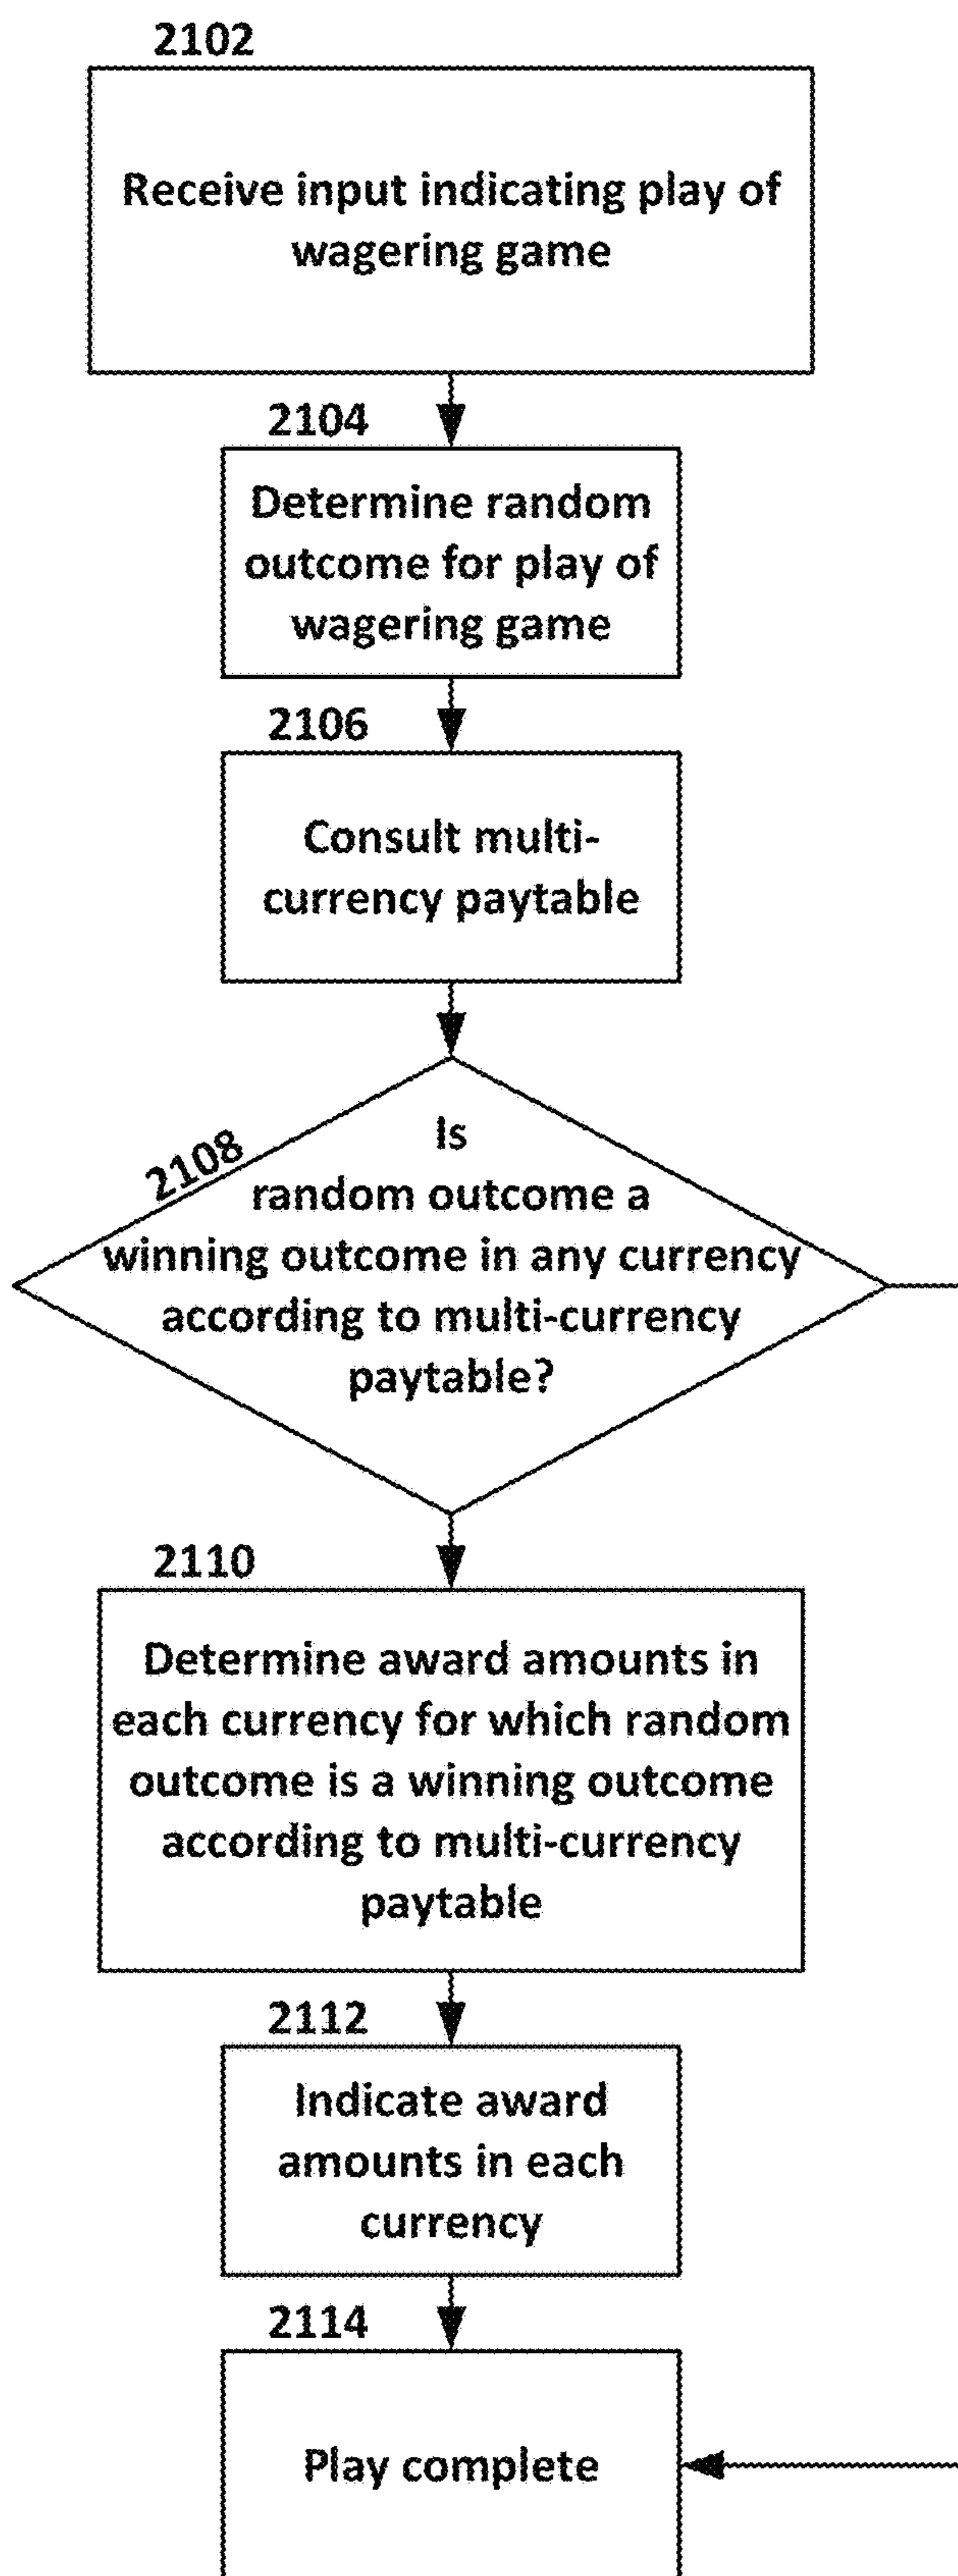 2102
Receive input indicating play of
wagering game
2104
Determine random
outcome for play of
wagering game
2106
Consult multi-
currency paytable
2108
Is
random outcome a
winning outcome in any currency
according to multi-currency
paytable?
2110
Determine award amounts in
each currency for which random
outcome is a winning outcome
according to multi-currency
paytable
2112
Indicate award
amounts in each
currency
2114
Play complete